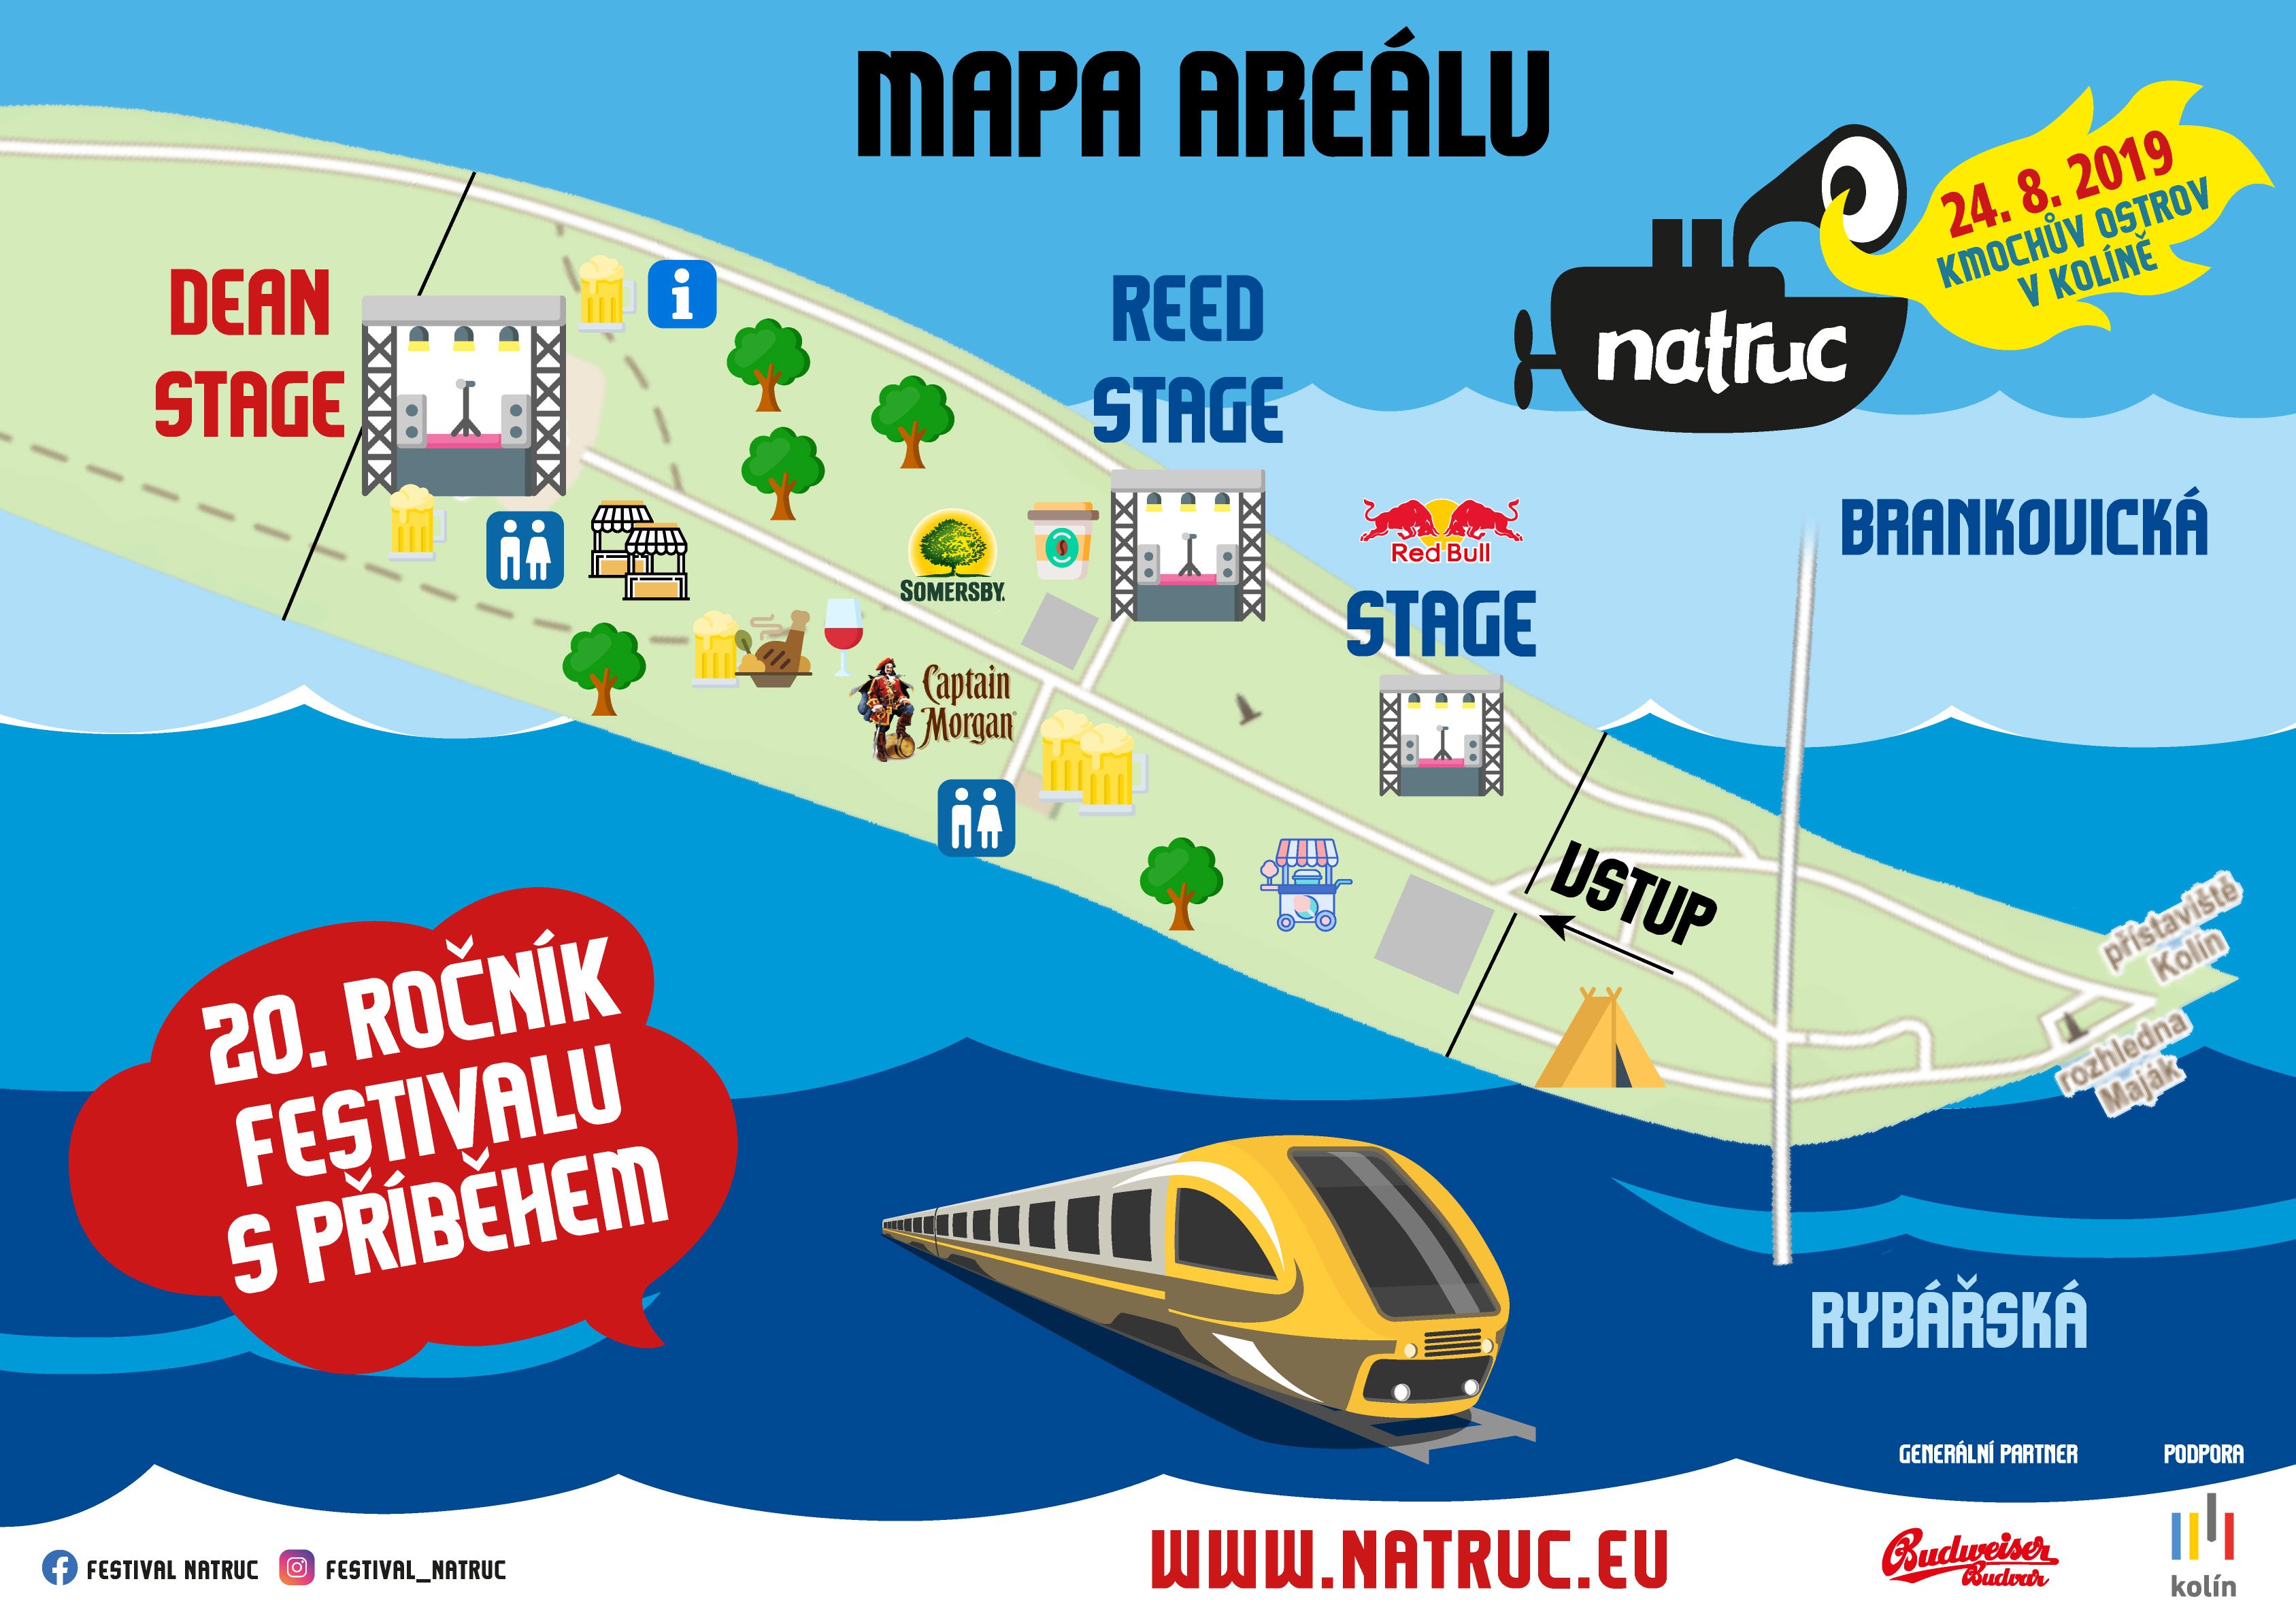 MAPA AREÁLU
24. 8. 2019
KMOCHŮV OSTROV
V KOLÍNĚ
natruc
DEAN
STAGE
i
REED
STAGE
Red Bull
STAGE
BRANKOVICKÁ
SOMERSBY.
Captain
Morgan
VSTUP
přístaviště
Kolín
rozhledna
Maják
20. ROČNÍK
FESTIVALU
S PŘÍBĚHEM
RYBÁŘSKÁ
GENERÁLNÍ PARTNER
PODPORA
FESTIVAL NATRUC
FESTIVAL_NATRUC
WWW.NATRUC.EU
Budweiser
Budvar
kolín